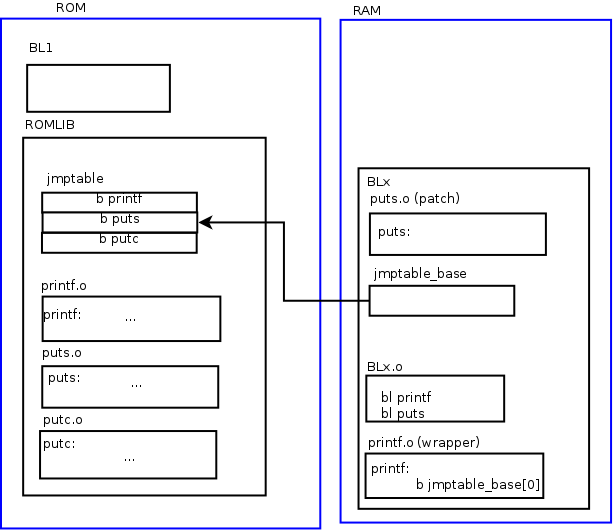 ROM
BL1
ROMLIB
jmptable
b printf
b puts
b putc
printf.o
printf:
...
puts.o
puts:
...
putc.o
putc:
...
RAM
BLx
puts.o (patch)
puts:
jmptable_base
BLx.o
bl printf
bl puts
printf.o (wrapper)
printf:
b jmptable_base[0]